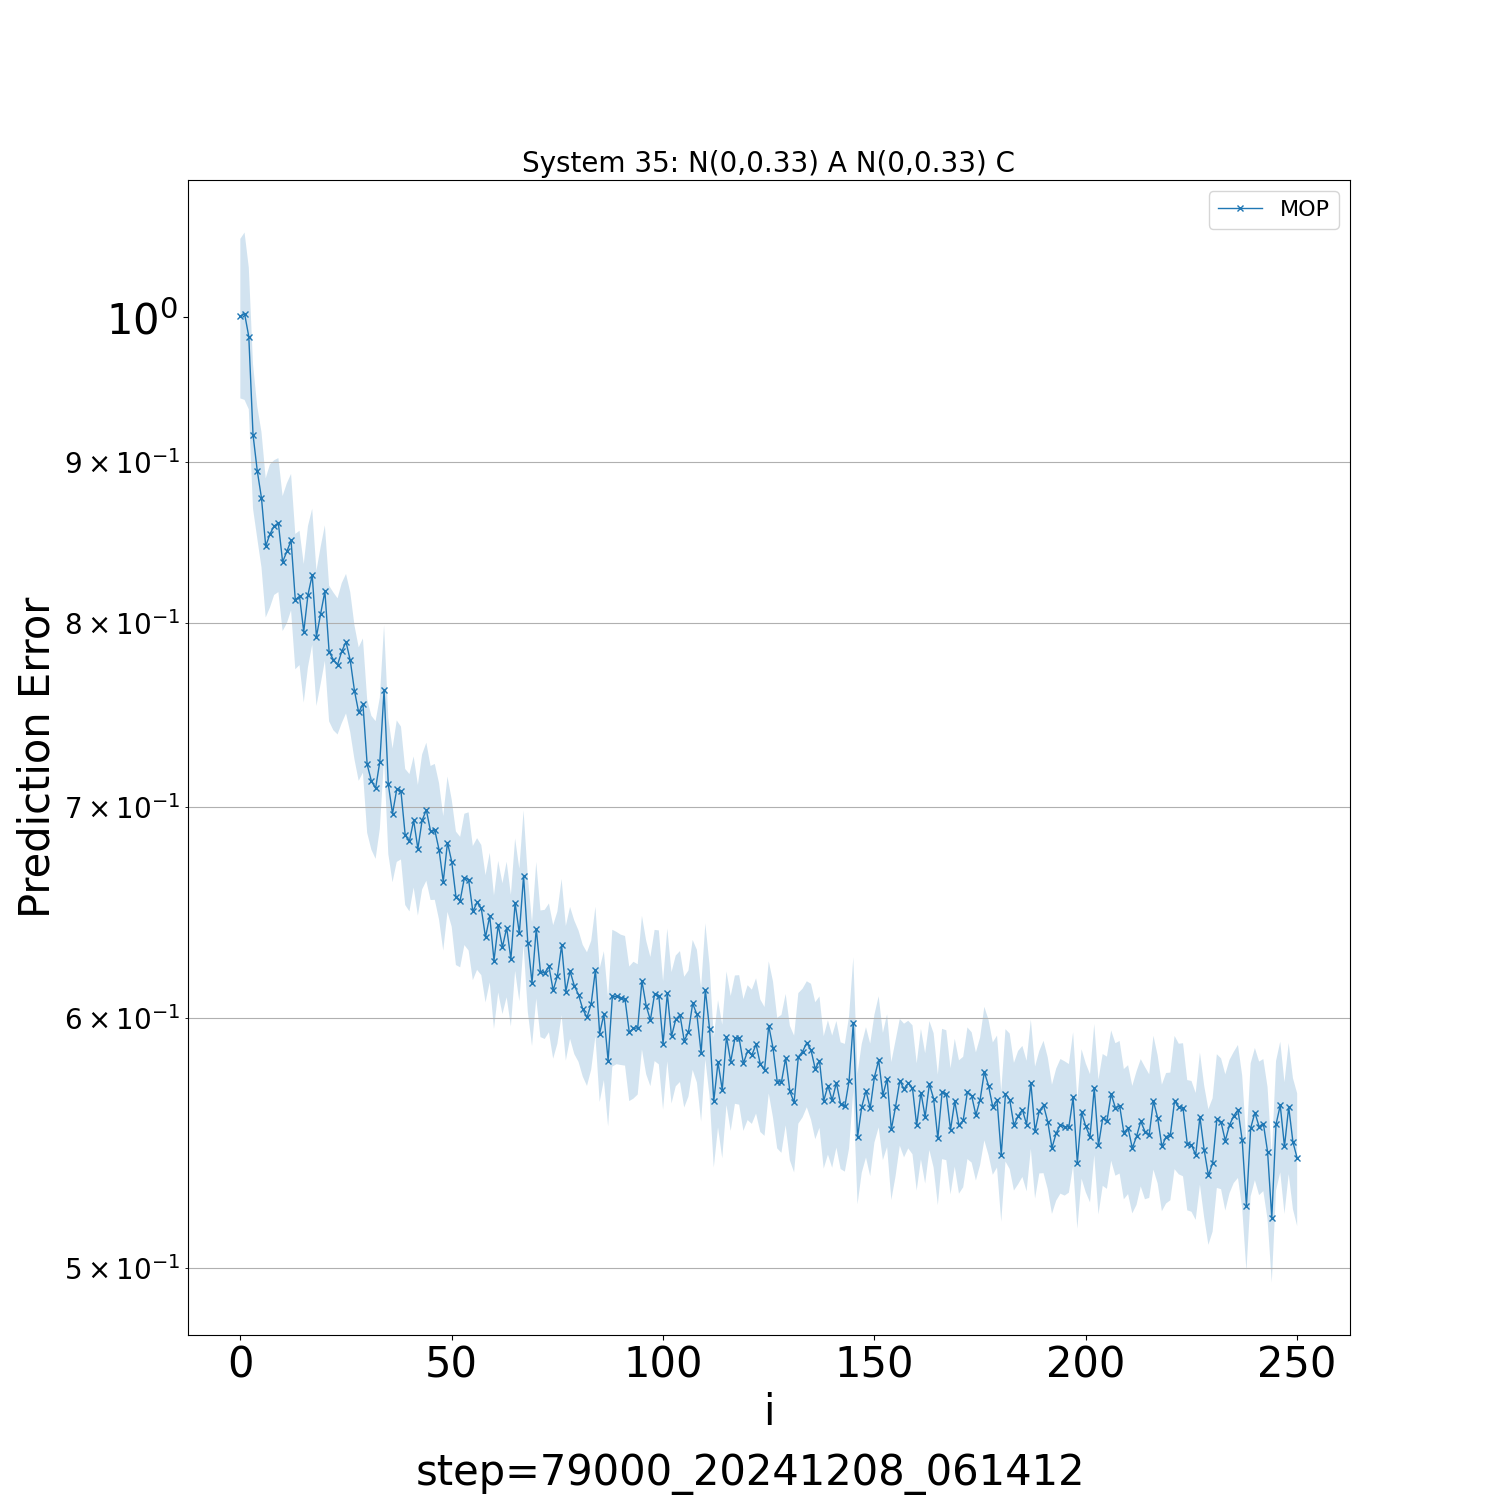 System 35: N(0,0.33) A N(0,0.33) C
MOP
10⁰
9 × 10⁻¹
8 × 10⁻¹
7 × 10⁻¹
6 × 10⁻¹
5 × 10⁻¹
Prediction Error
0 50 100 150 200 250
i
step=79000_20241208_061412